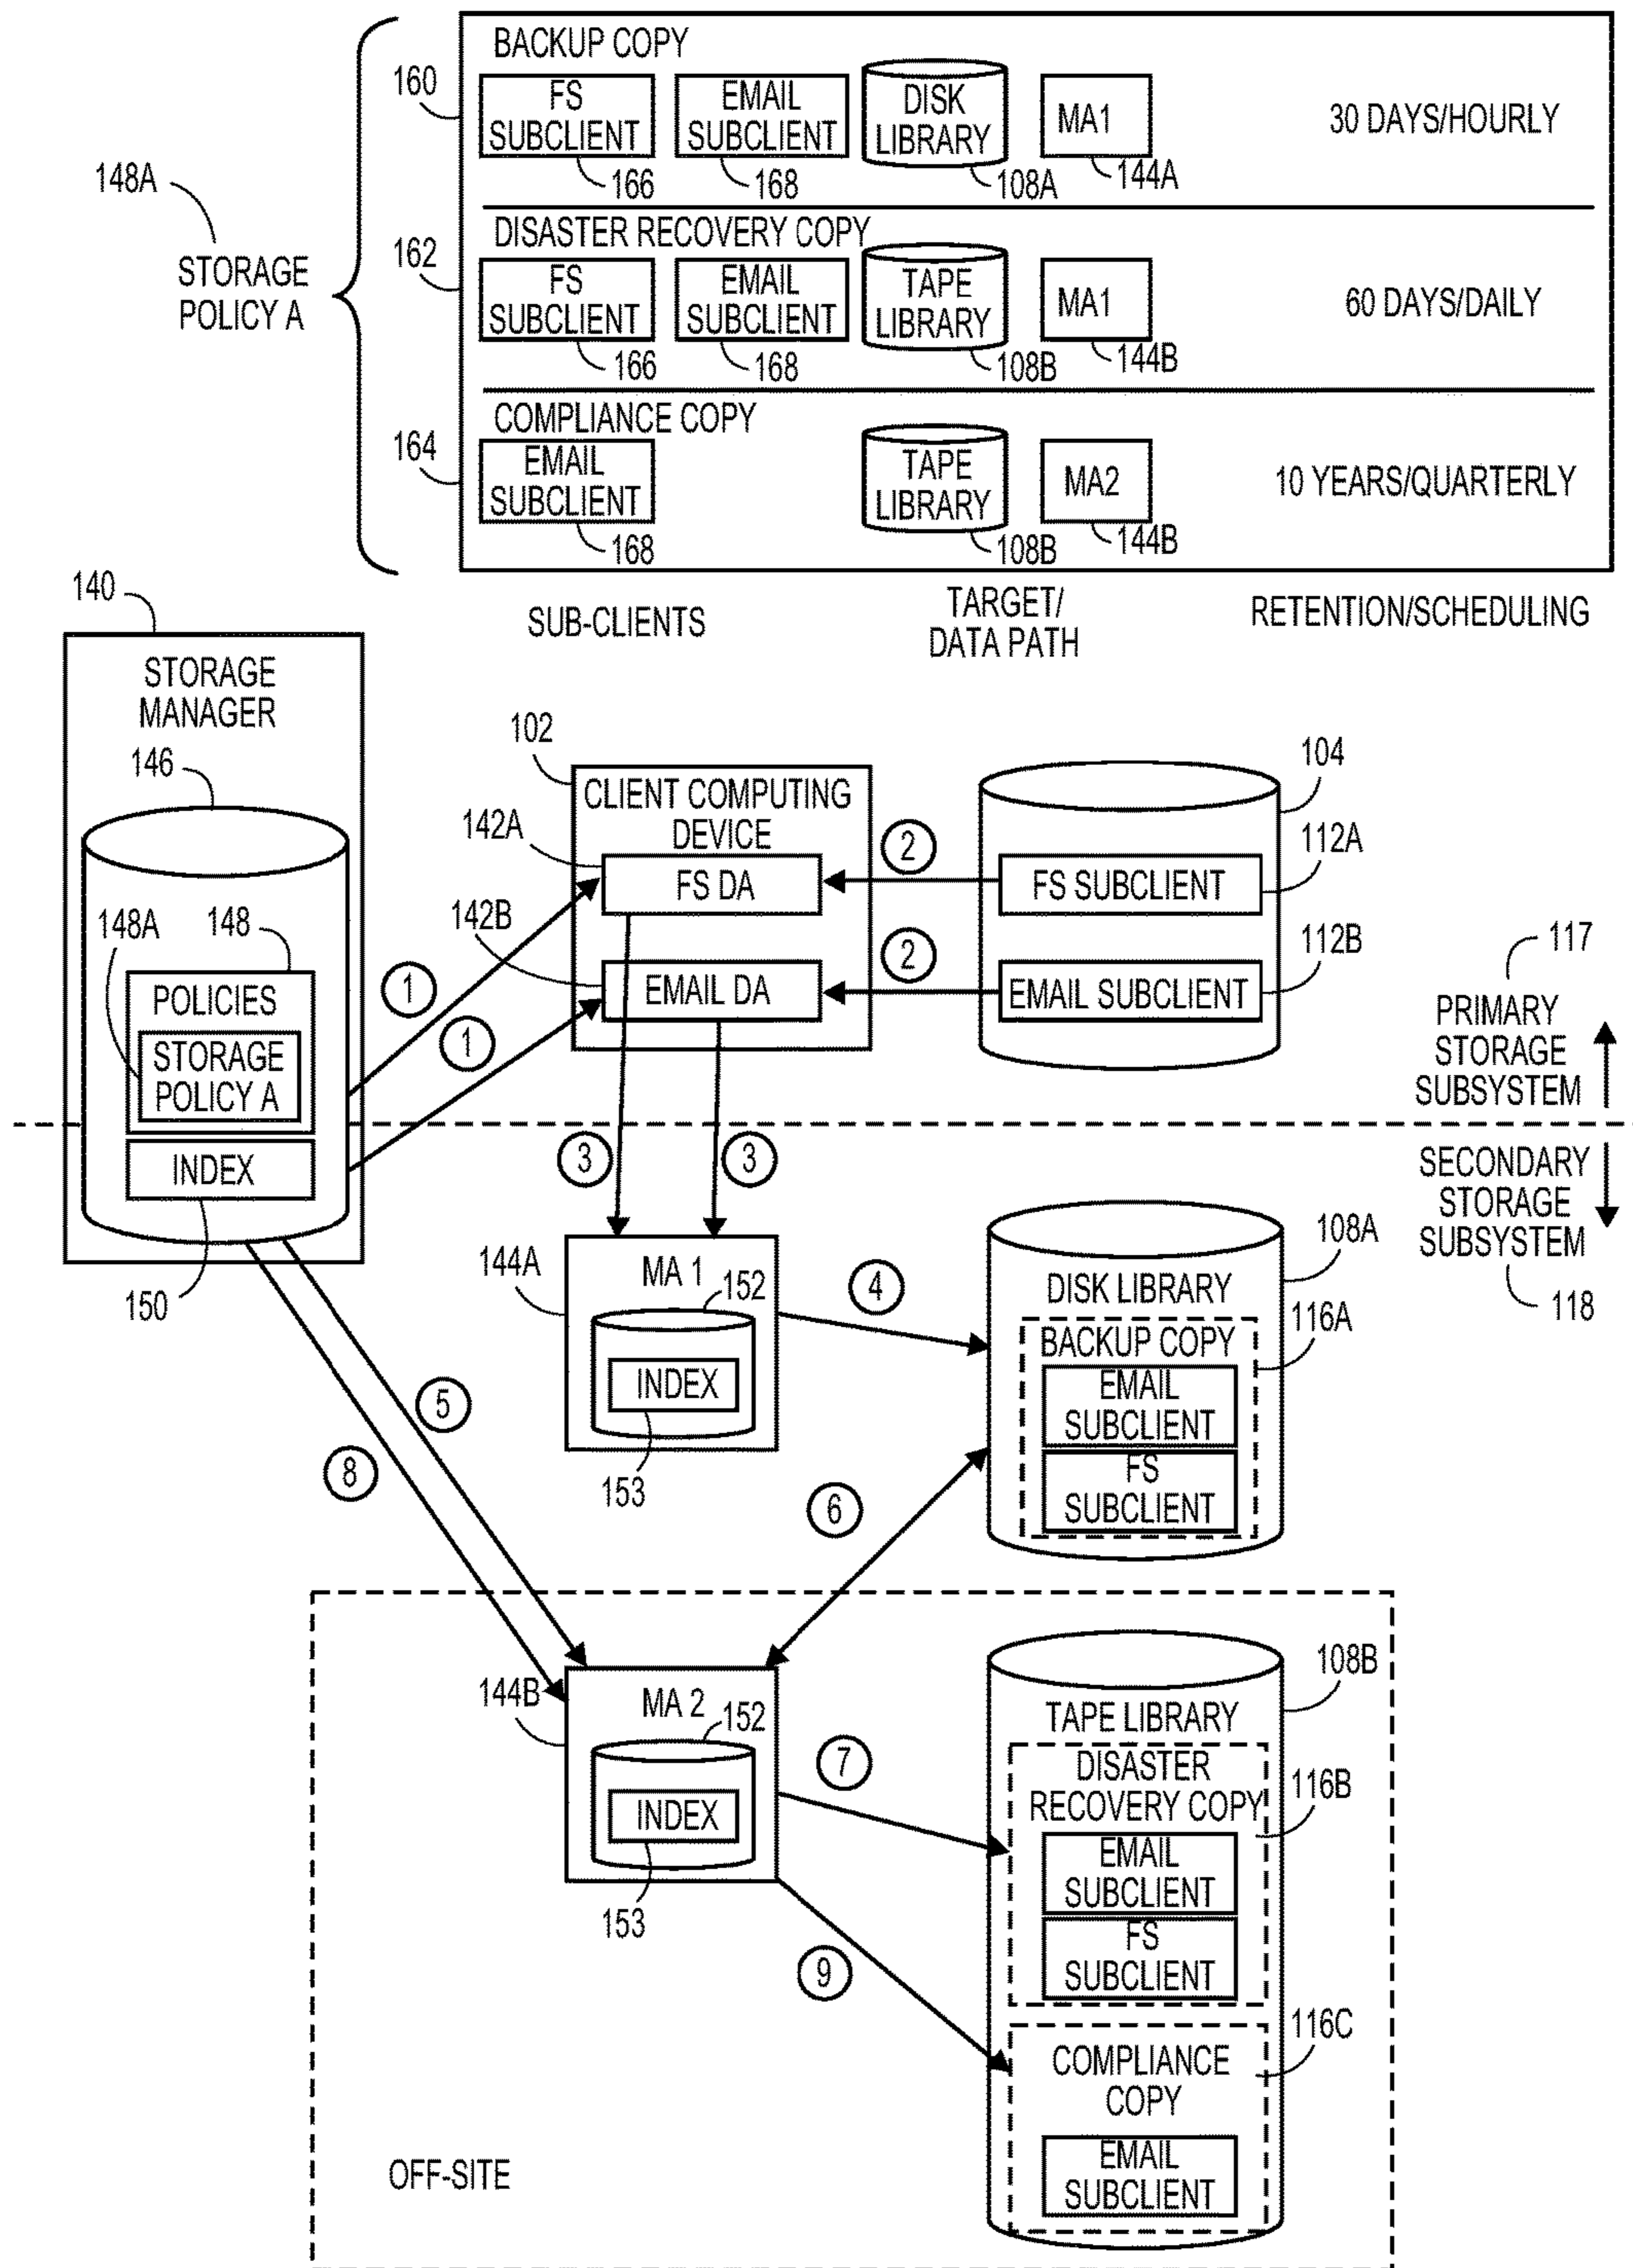 BACKUP COPY
160
FS
SUBCLIENT
EMAIL
SUBCLIENT
DISK
LIBRARY
MA1
30 DAYS/HOURLY
166
168
108A
144A
148A
STORAGE
POLICY A
DISASTER RECOVERY COPY
162
FS
SUBCLIENT
EMAIL
SUBCLIENT
TAPE
LIBRARY
MA1
60 DAYS/DAILY
166
168
108B
144B
COMPLIANCE COPY
164
EMAIL
SUBCLIENT
TAPE
LIBRARY
MA2
10 YEARS/QUARTERLY
168
108B
144B
SUB-CLIENTS
TARGET/
DATA PATH
RETENTION/SCHEDULING
140
STORAGE
MANAGER
146
148A
148
POLICIES
STORAGE
POLICY A
INDEX
150
1
1
102
CLIENT COMPUTING
DEVICE
142A
FS DA
142B
EMAIL DA
2
2
104
FS SUBCLIENT
112A
EMAIL SUBCLIENT
112B
117
PRIMARY
STORAGE
SUBSYSTEM
SECONDARY
STORAGE
SUBSYSTEM
118
3
3
144A
MA 1
152
INDEX
153
4
108A
DISK LIBRARY
116A
BACKUP COPY
EMAIL
SUBCLIENT
FS
SUBCLIENT
5
8
6
144B
MA 2
152
INDEX
153
7
9
108B
TAPE LIBRARY
DISASTER
RECOVERY COPY
116B
EMAIL
SUBCLIENT
FS
SUBCLIENT
116C
COMPLIANCE
COPY
EMAIL
SUBCLIENT
OFF-SITE